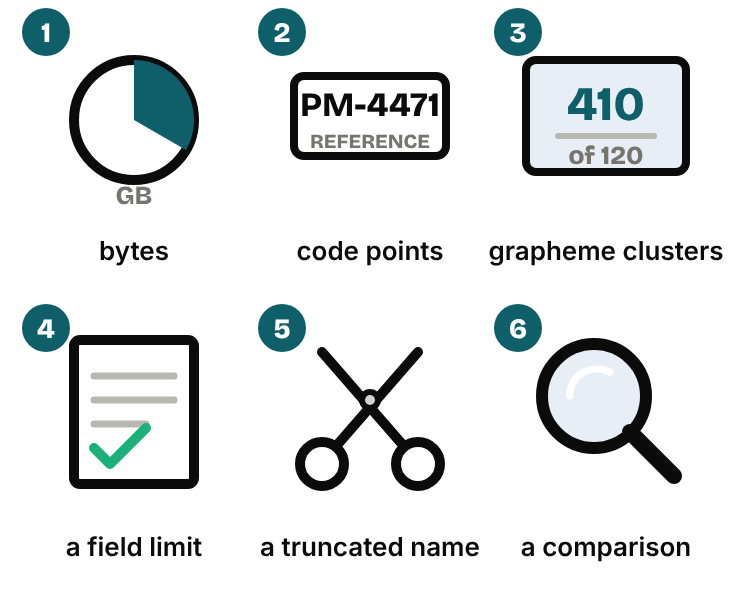 1
2
3
GB
PM-4471
REFERENCE
410
of 120
bytes
code points
grapheme clusters
4
5
6
a field limit
a truncated name
a comparison